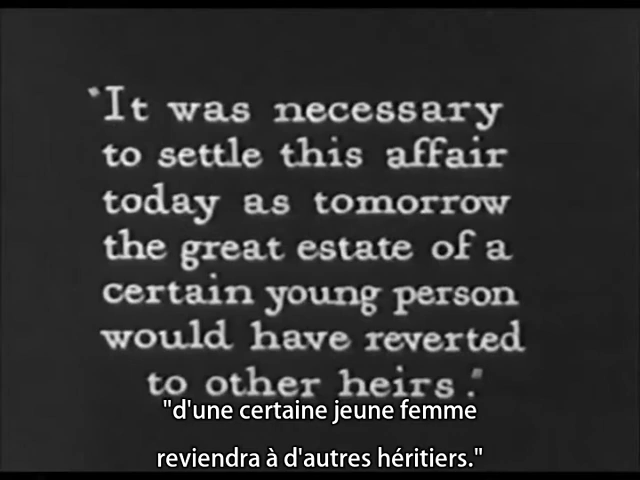 "It was necessary
to settle this affair
today as tomorrow
the great estate of a
certain young person
would have reverted
to other heirs."
"d'une certaine jeune femme
reviendra à d'autres héritiers."